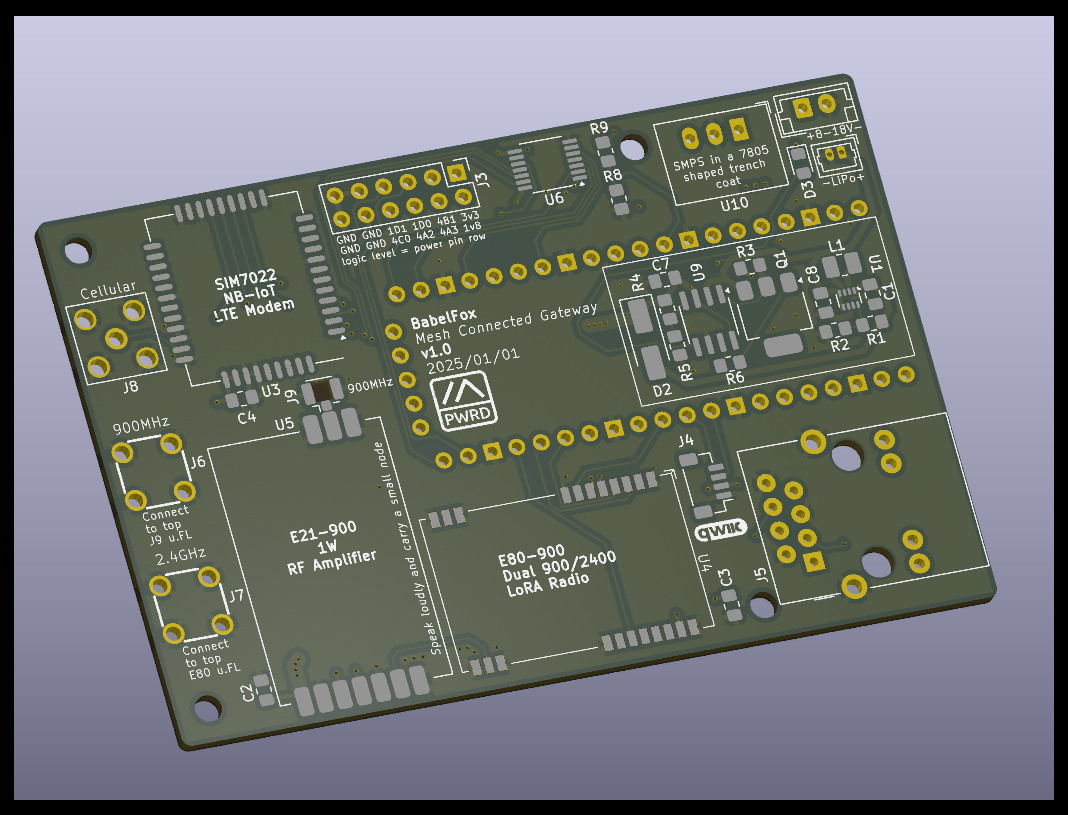 +8-18V-
R9
SMPS in a 7805
shaped trench
coat
U10
-LiPo+
D3
J3
U6
R8
GND GND 1D1 1D0 4B1 3v3
GND GND 4C0 4A2 4A3 1v8
logic level = power pin row
SIM7022
NB-IoT
LTE Modem
Cellular
J8
BabelFox
Mesh Connected Gateway
v1.0
2025/01/01
PWRD
C7
U9
R3
Q1
L1
U1
C8
C1
R4
R2
R1
R5
R6
D2
U3
J9
900MHz
C4
U5
900MHz
J6
Connect
to top
J9 u.FL
2.4GHz
J7
Connect
to top
E80 u.FL
C2
E21-900
1W
RF Amplifier
Speak loudly and carry a small node
E80-900
Dual 900/2400
LoRA Radio
J4
QWIIC
U4
C3
J5